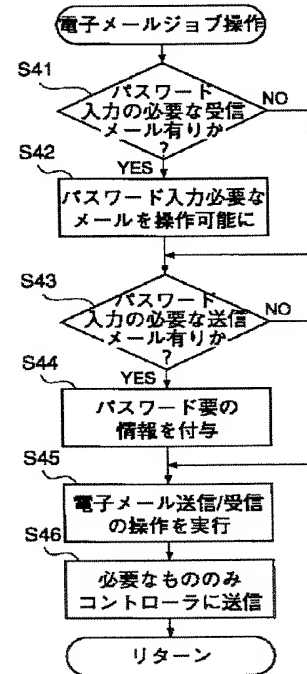 電子メールジョブ操作
S41
パスワード
入力の必要な受信
メール有りか
?
NO
YES
S42
パスワード入力必要な
メールを操作可能に
S43
パスワード
入力の必要な送信
メール有りか
?
NO
YES
S44
パスワード要の
情報を付与
S45
電子メール送信/受信
の操作を実行
S46
必要なもののみ
コントローラに送信
リターン